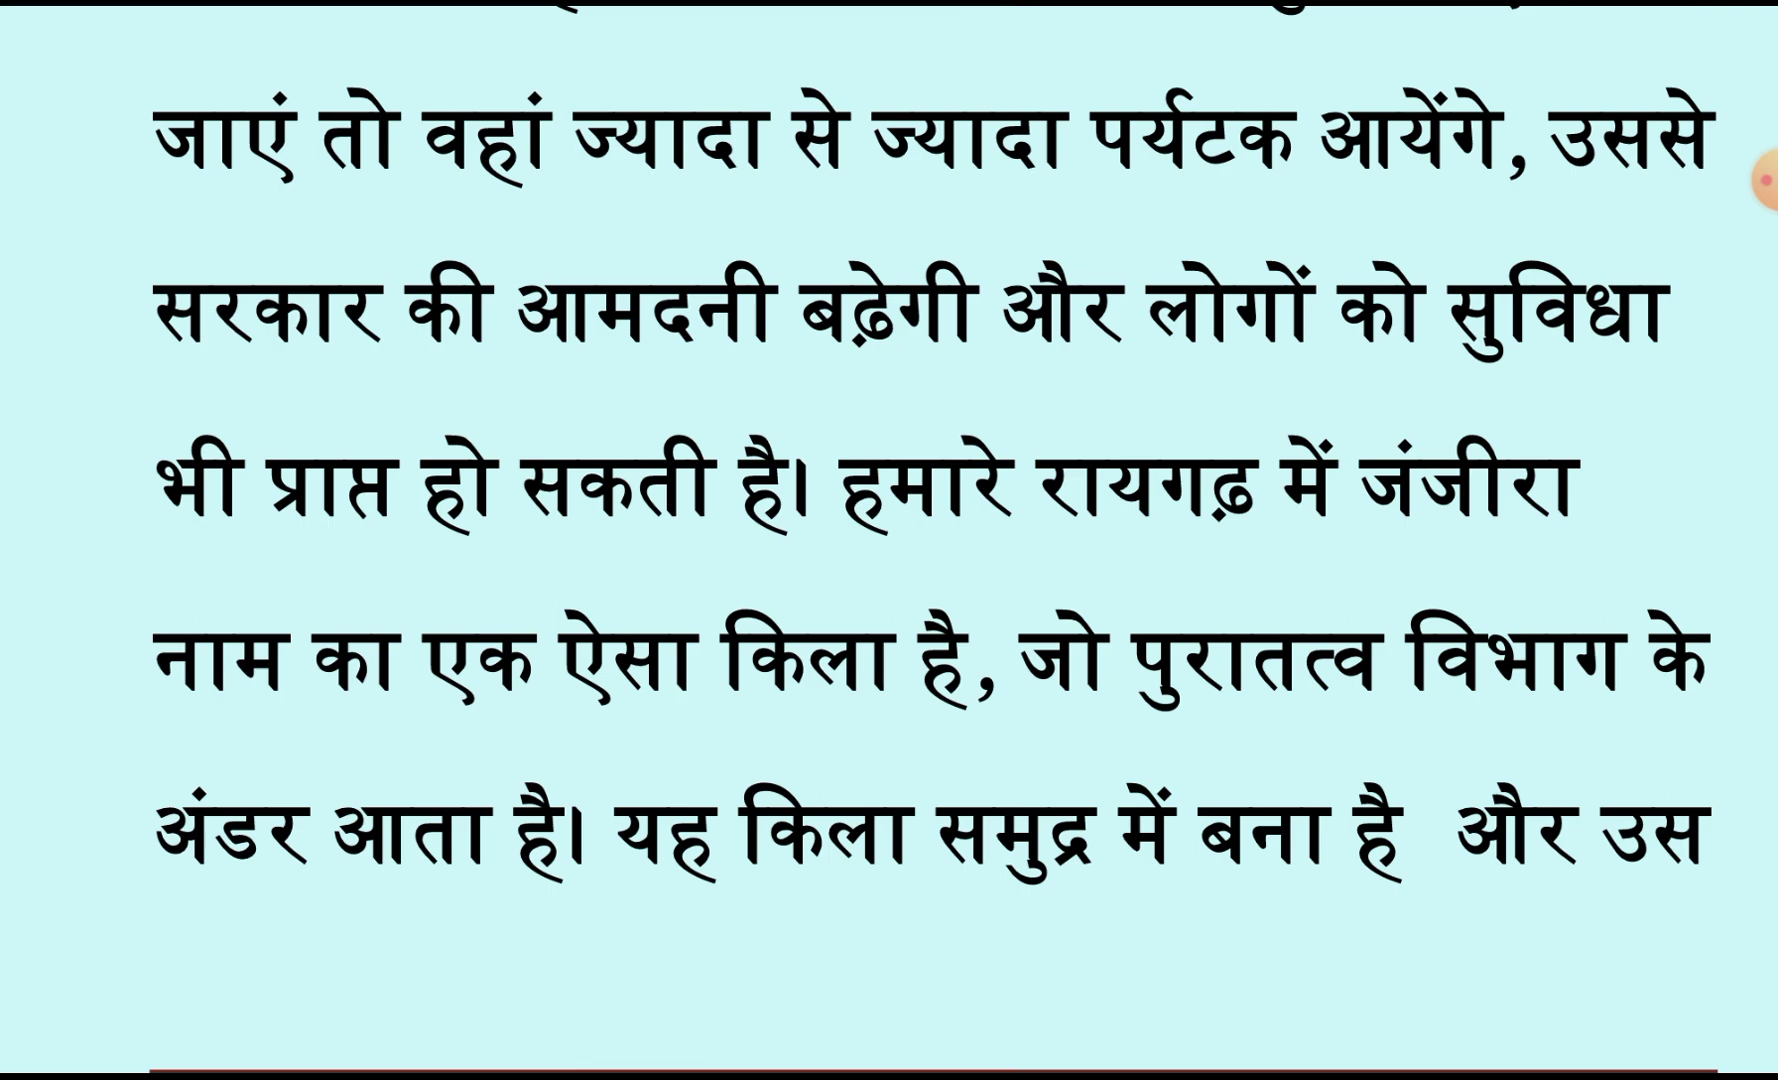 जाएं तो वहां ज्यादा से ज्यादा पर्यटक आयेंगे, उससे
सरकार की आमदनी बढ़ेगी और लोगों को सुविधा
भी प्राप्त हो सकती है। हमारे रायगढ़ में जंजीरा
नाम का एक ऐसा किला है, जो पुरातत्व विभाग के
अंडर आता है। यह किला समुद्र में बना है और उस